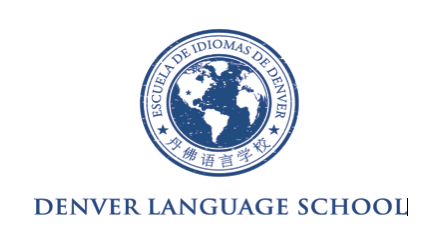 ESCUELA DE IDIOMAS DE DENVER
丹佛语言学校
DENVER LANGUAGE SCHOOL